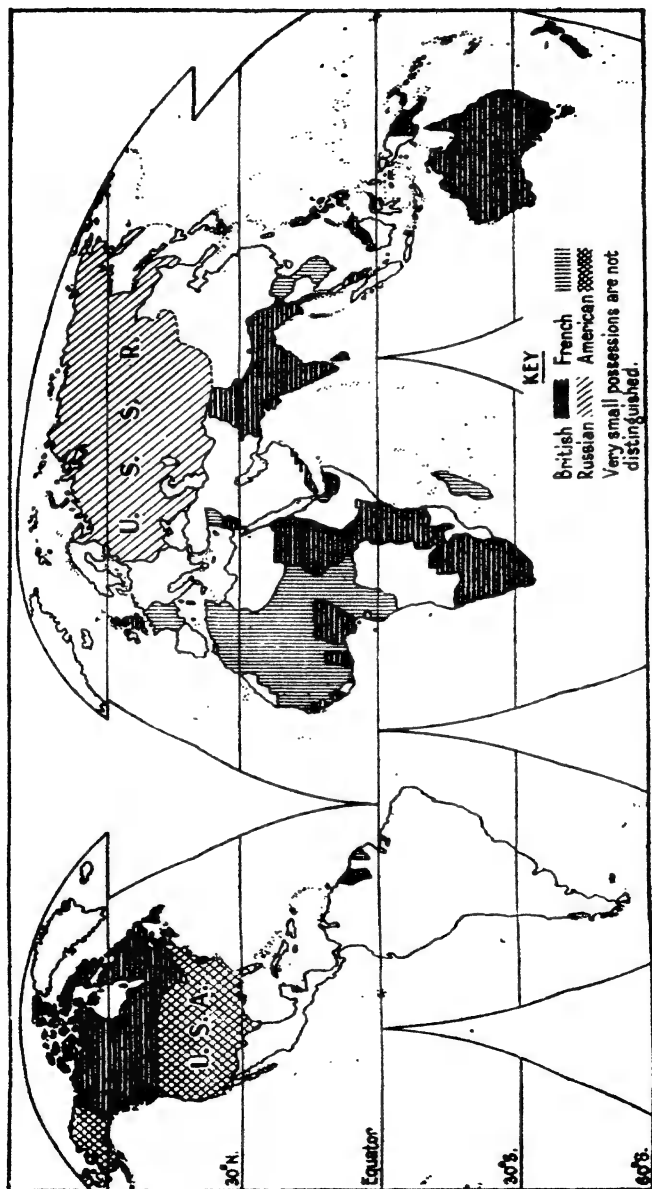 U. S. A.
U. S. S. R.
30°N.
Equator
30°S.
60°S.
KEY
British French
Russian American
Very small possessions are not
distinguished.